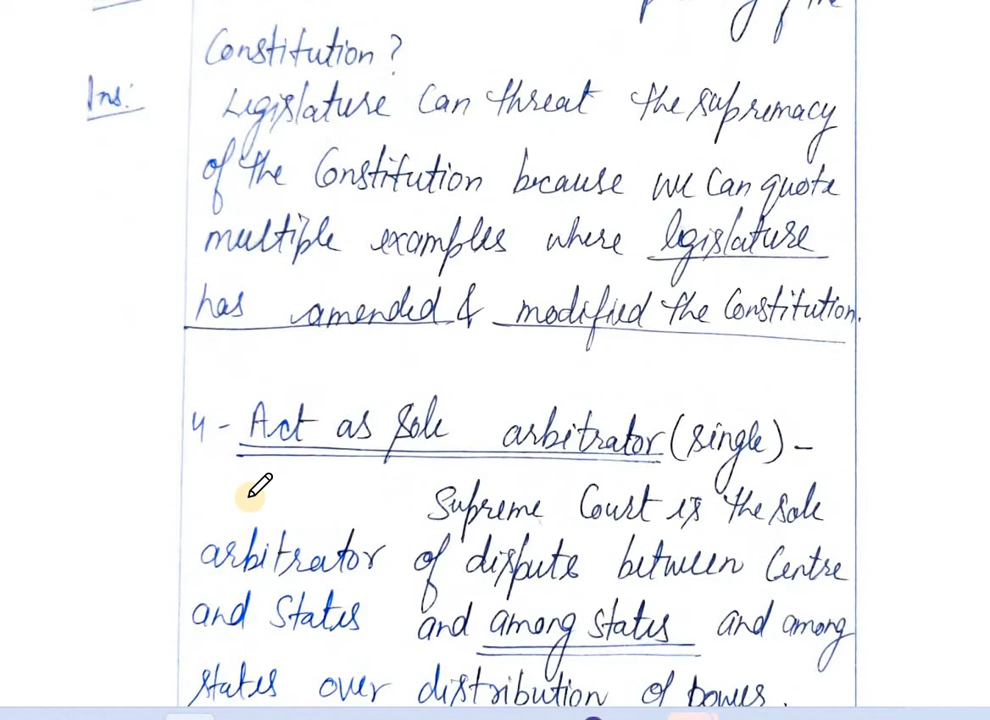 the
Constitution?
Ans:-
Legislature can threat the supremacy
of the Constitution because we can quote
multiple examples where legislature
has amended & modified the Constitution.
4- Act as sole arbitrator (single) -
Supreme Court is the sole
arbitrator of dispute between Centre
and States and among states and among
states over distribution of powers.